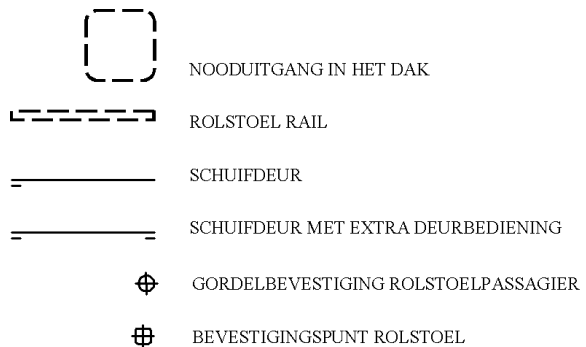 NOODUITGANG IN HET DAK
ROLSTOEL RAIL
SCHUIFDEUR
SCHUIFDEUR MET EXTRA DEURBEDIENING
GORDELBEVESTIGING ROLSTOELPASSAGIER
BEVESTIGINGSPUNT ROLSTOEL